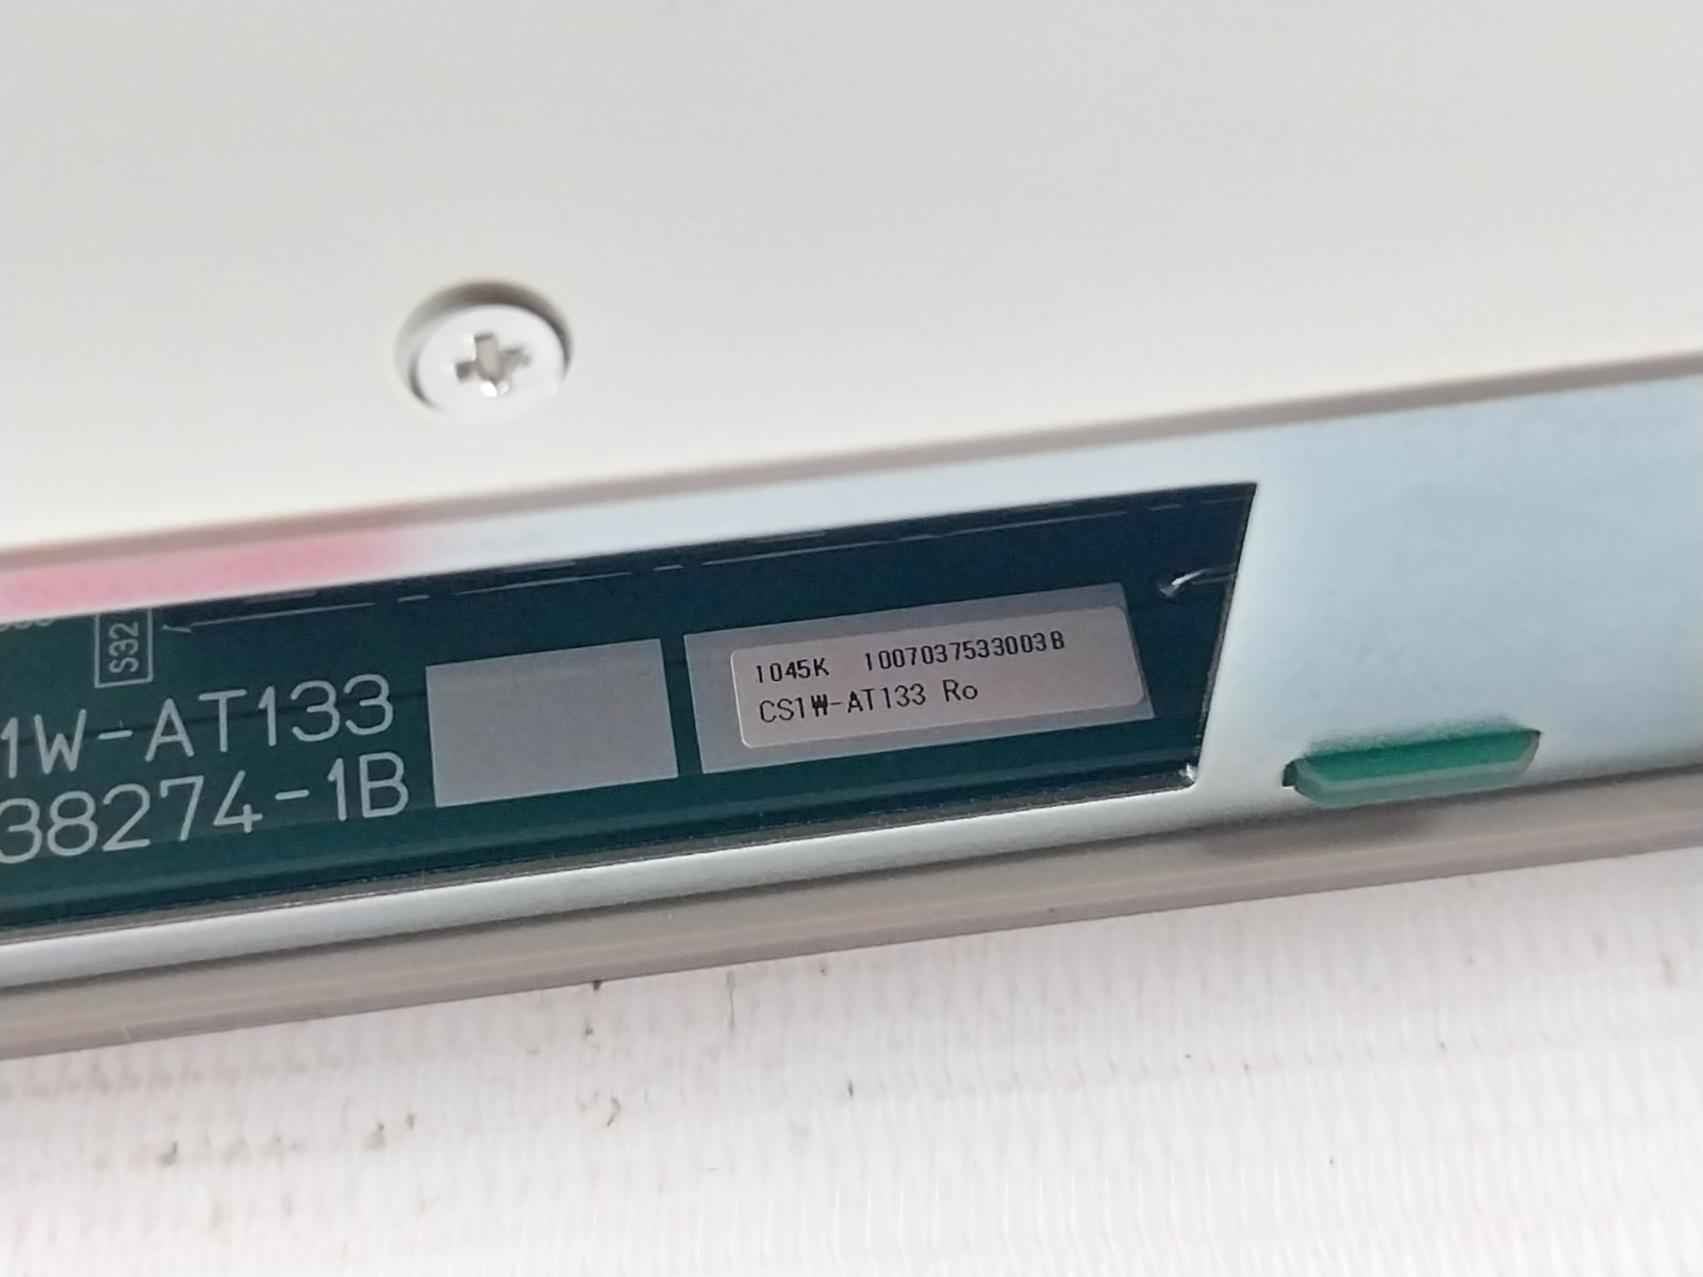 S32
1W-AT133
38274-1B
1045K 1007037533003B
CS1W-AT133 Ro